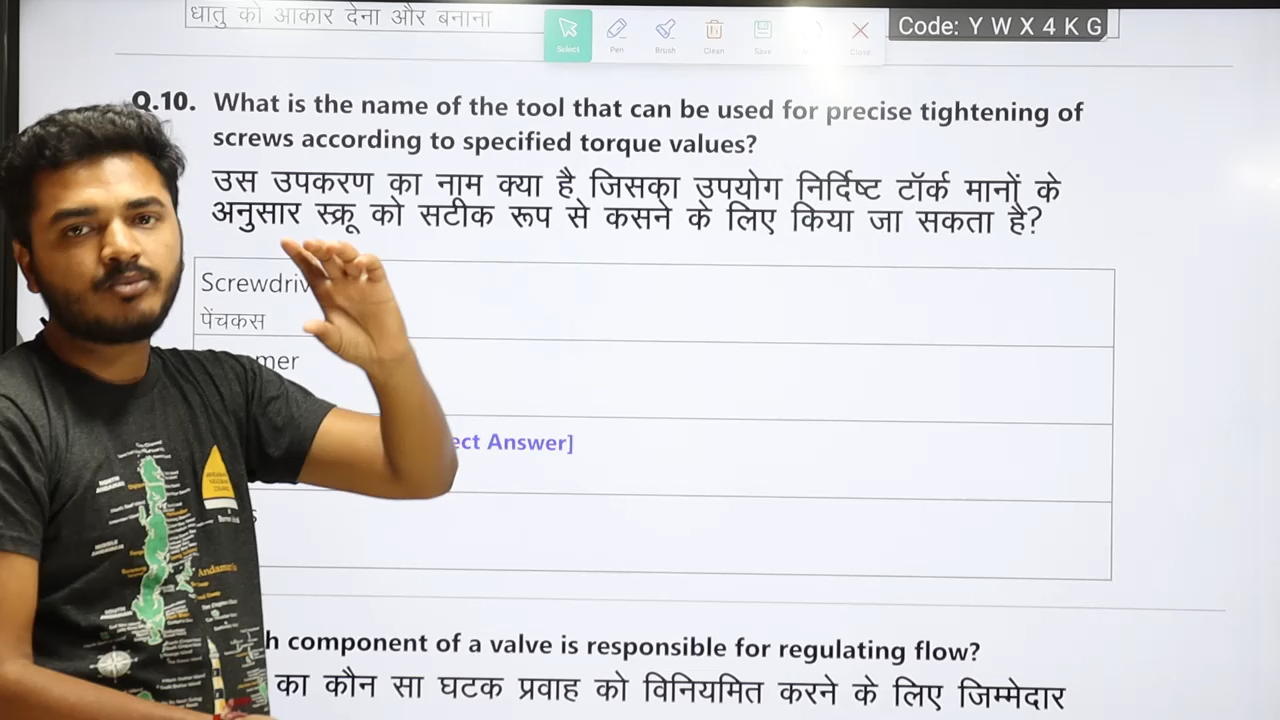 धातु को आकार देना और बनाना
Select Pen Brush Clean Save Close
Code: Y W X 4 K G
Q.10. What is the name of the tool that can be used for precise tightening of
screws according to specified torque values?
उस उपकरण का नाम क्या है जिसका उपयोग निर्दिष्ट टॉर्क मानों के
अनुसार स्क्रू को सटीक रूप से कसने के लिए किया जा सकता है?
Screwdriv
पेंचकस
mer
ect Answer]
s
h component of a valve is responsible for regulating flow?
का कौन सा घटक प्रवाह को विनियमित करने के लिए जिम्मेदार
NORTH ANDAMAN
Andaman